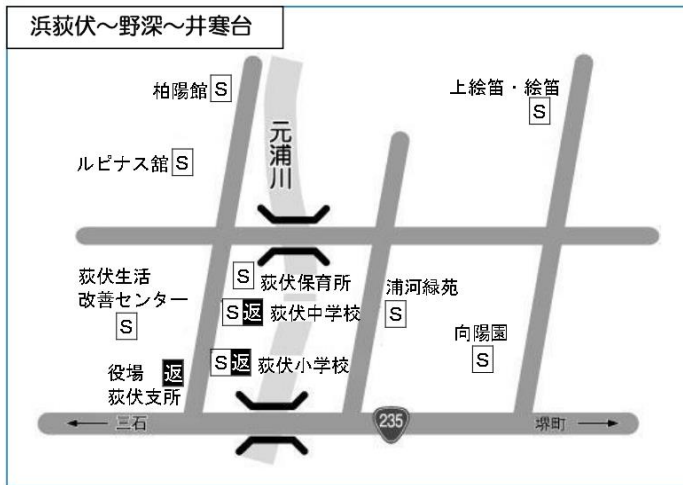 浜荻伏～野深～井寒台
柏陽館 S
上絵笛・絵笛
S
元浦川
ルピナス舘 S
荻伏生活
改善センター
S
S 荻伏保育所
S 返 荻伏中学校
浦河緑苑
S
向陽園
S
S 返 荻伏小学校
役場 返
荻伏支所
← 三石
235
堺町 →